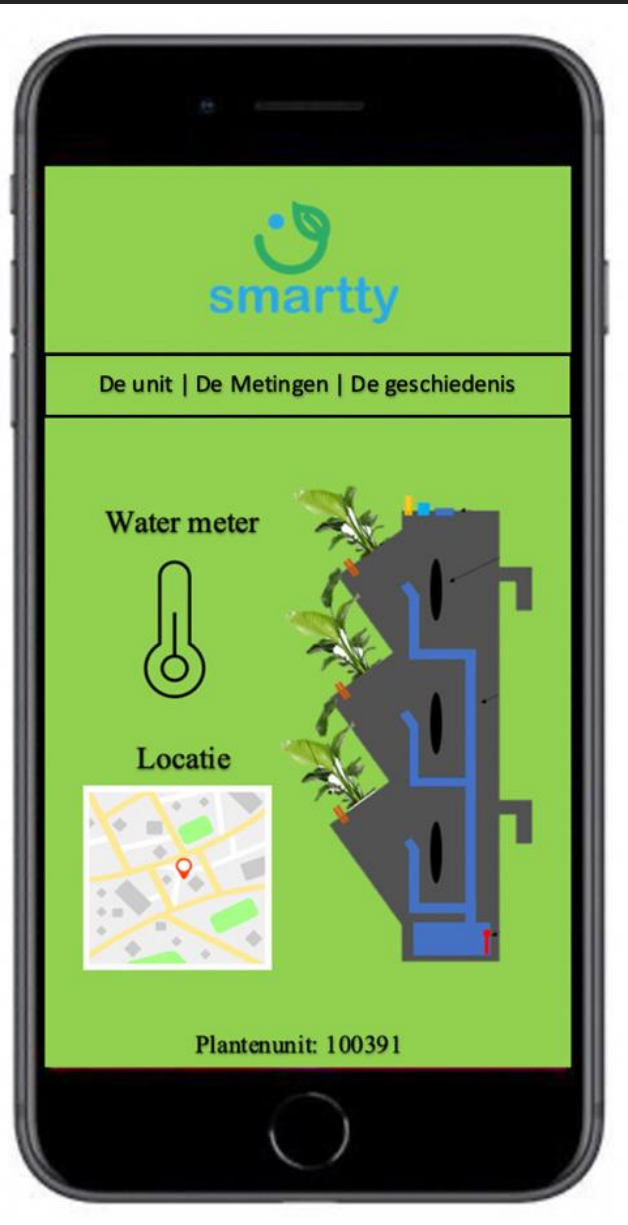 smartty
De unit | De Metingen | De geschiedenis
Water meter
Locatie
Plantenunit: 100391